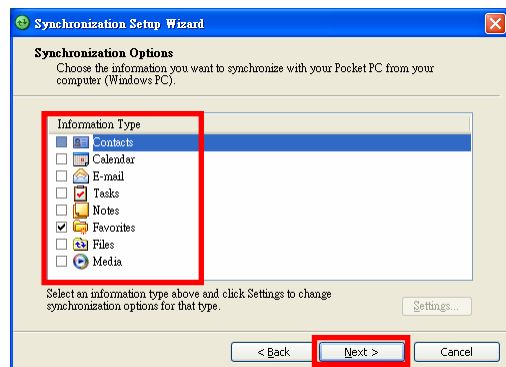 Synchronization Setup Wizard
Synchronization Options
Choose the information you want to synchronize with your Pocket PC from your
computer (Windows PC).
Information Type
Contacts
Calendar
E-mail
Tasks
Notes
Favorites
Files
Media
Select an information type above and click Settings to change
synchronization options for that type.
Settings...
< Back
Next >
Cancel